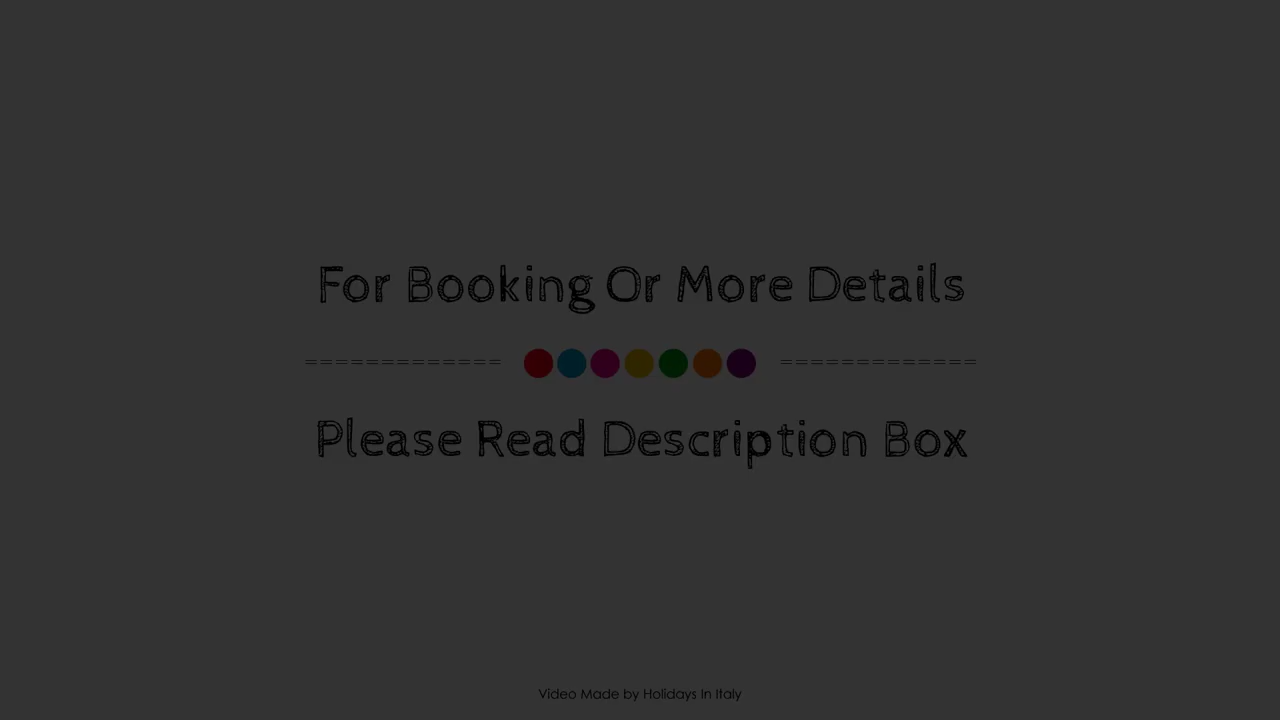 For Booking Or More Details
============= =============
Please Read Description Box
Video Made by Holidays In Italy